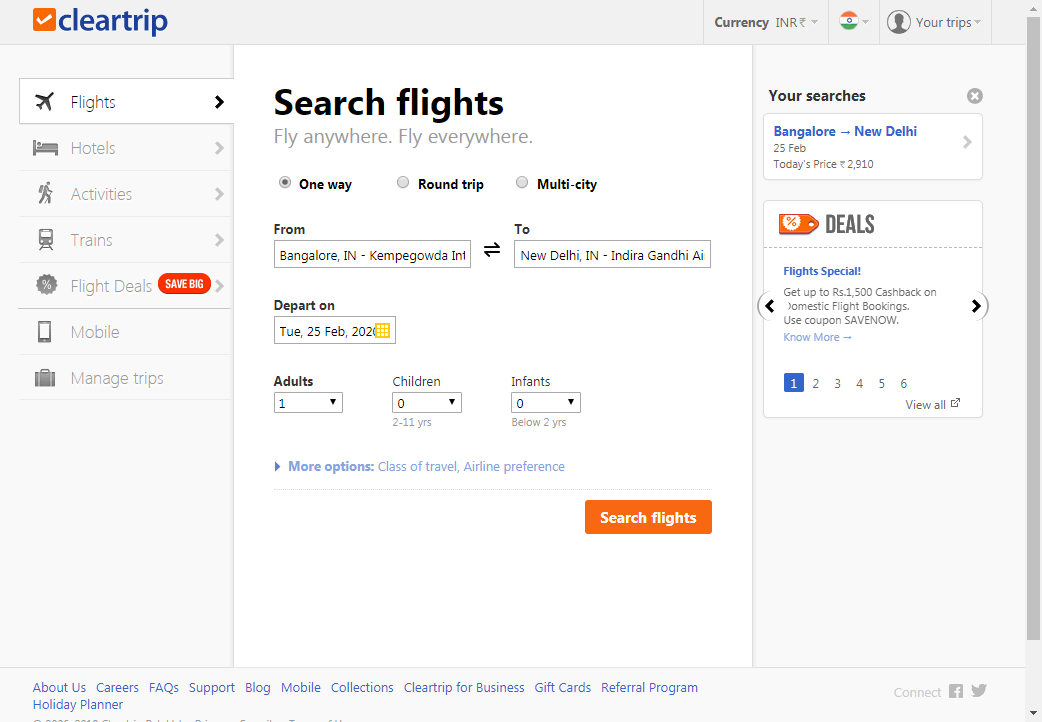 cleartrip
Currency INR₹
Your trips
Flights
Hotels
Activities
Trains
Flight Deals SAVE BIG
Mobile
Manage trips
Search flights
Fly anywhere. Fly everywhere.
One way Round trip Multi-city
From To
Bangalore, IN - Kempegowda Int New Delhi, IN - Indira Gandhi Ai
Depart on
Tue, 25 Feb, 2020
Adults Children Infants
1 0 0
2-11 yrs Below 2 yrs
More options: Class of travel, Airline preference
Search flights
Your searches
Bangalore → New Delhi
25 Feb
Today's Price ₹ 2,910
% DEALS
Flights Special!
Get up to Rs.1,500 Cashback on
Domestic Flight Bookings.
Use coupon SAVENOW.
Know More →
1 2 3 4 5 6
View all
About Us Careers FAQs Support Blog Mobile Collections Cleartrip for Business Gift Cards Referral Program
Holiday Planner
Connect